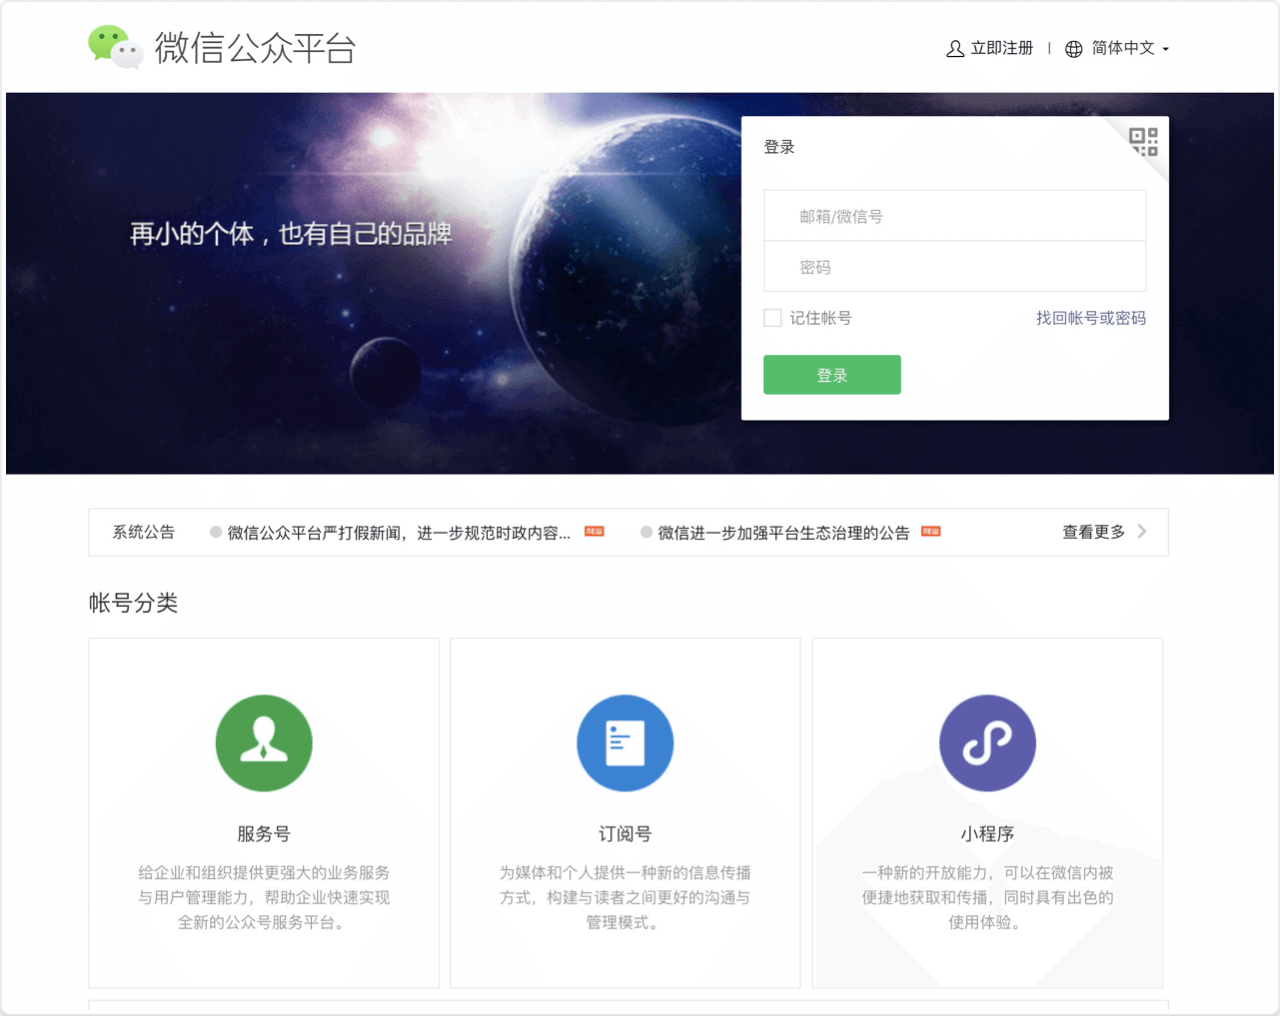 微信公众平台
立即注册 | 简体中文
再小的个体，也有自己的品牌
登录
邮箱/微信号
密码
记住帐号 找回帐号或密码
登录
系统公告 微信公众平台严打假新闻，进一步规范时政内容... NEW 微信进一步加强平台生态治理的公告 NEW 查看更多
帐号分类
服务号
给企业和组织提供更强大的业务服务
与用户管理能力，帮助企业快速实现
全新的公众号服务平台。
订阅号
为媒体和个人提供一种新的信息传播
方式，构建与读者之间更好的沟通与
管理模式。
小程序
一种新的开放能力，可以在微信内被
便捷地获取和传播，同时具有出色的
使用体验。